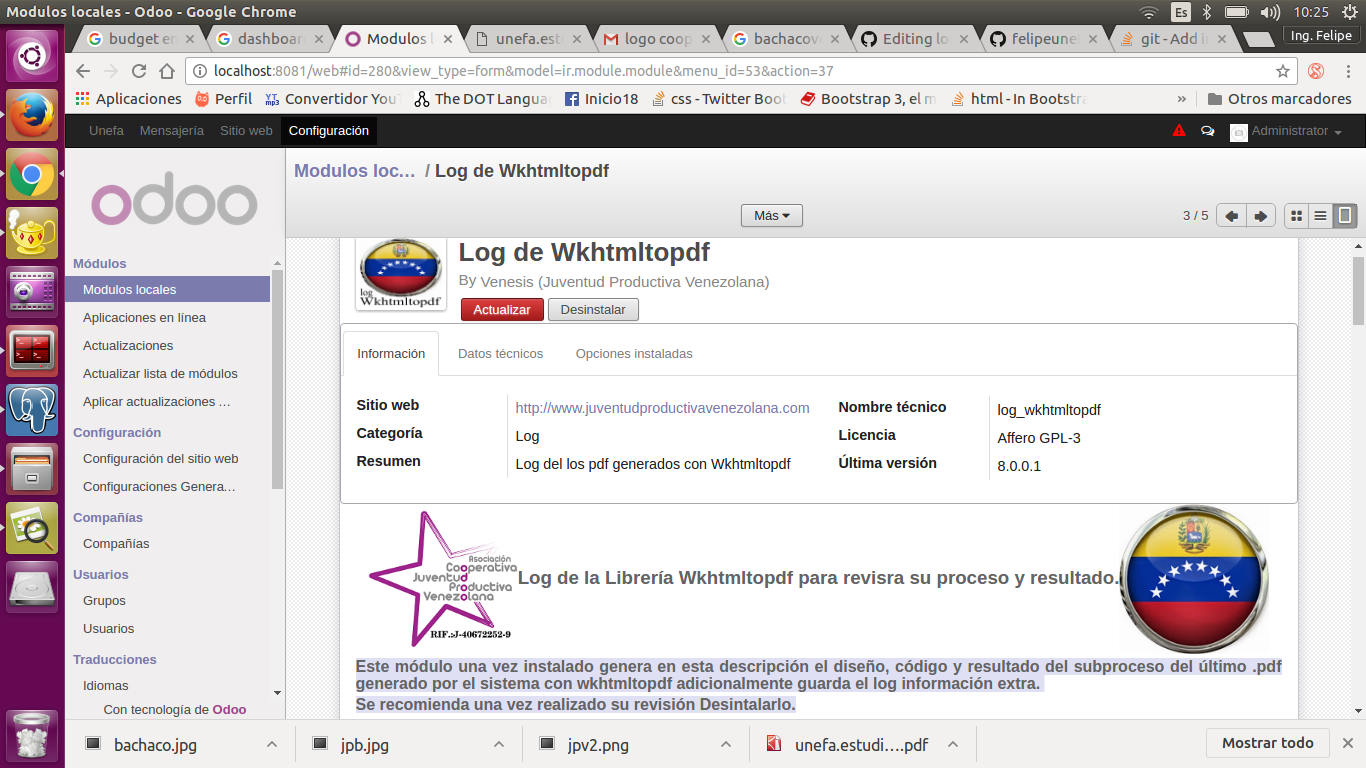 Modulos locales - Odoo - Google Chrome
Es
10:25
budget en
dashboar
Modulos l
unefa.est
logo coop
bachacov
Editing lo
felipeune
git - Add i
Ing. Felipe
localhost:8081/web#id=280&view_type=form&model=ir.module.module&menu_id=53&action=37
Aplicaciones
Perfil
Convertidor YouT
The DOT Langua
Inicio18
css - Twitter Boot
Bootstrap 3, el m
html - In Bootstra
»
Otros marcadores
Unefa
Mensajería
Sitio web
Configuración
Administrator
odoo
Modulos loc... / Log de Wkhtmltopdf
Más
3 / 5
Módulos
Modulos locales
Aplicaciones en línea
Actualizaciones
Actualizar lista de módulos
Aplicar actualizaciones ...
Configuración
Configuración del sitio web
Configuraciones Genera...
Compañías
Compañías
Usuarios
Grupos
Usuarios
Traducciones
Idiomas
Con tecnología de Odoo
log
Wkhtmltopdf
Log de Wkhtmltopdf
By Venesis (Juventud Productiva Venezolana)
Actualizar
Desinstalar
Información
Datos técnicos
Opciones instaladas
Sitio web
http://www.juventudproductivavenezolana.com
Categoría
Log
Resumen
Log del los pdf generados con Wkhtmltopdf
Nombre técnico
log_wkhtmltopdf
Licencia
Affero GPL-3
Última versión
8.0.0.1
Asociación
Cooperativa
Juventud
Productiva
Venezolana
RIF.:J-40672252-9
Log de la Librería Wkhtmltopdf para revisra su proceso y resultado.
Este módulo una vez instalado genera en esta descripción el diseño, código y resultado del subproceso del último .pdf
generado por el sistema con wkhtmltopdf adicionalmente guarda el log información extra.
Se recomienda una vez realizado su revisión Desintalarlo.
bachaco.jpg
jpb.jpg
jpv2.png
unefa.estudi....pdf
Mostrar todo